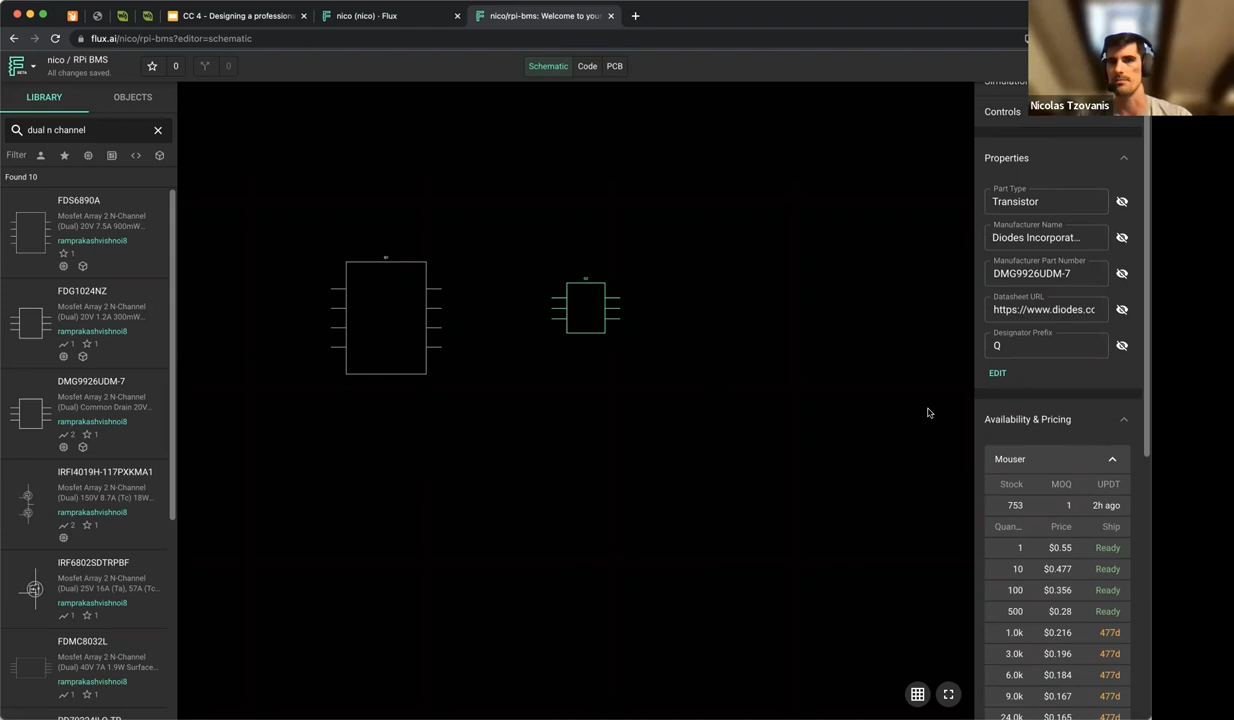 CC 4 - Designing a professiona
nico (nico) · Flux
nico/rpi-bms: Welcome to your
flux.ai/nico/rpi-bms?editor=schematic
BETA
nico / RPi BMS
All changes saved.
0
0
Schematic
Code
PCB
Nicolas Tzovanis
LIBRARY
OBJECTS
dual n channel
Filter
Found 10
FDS6890A
Mosfet Array 2 N-Channel
(Dual) 20V 7.5A 900mW...
ramprakashvishnoi8
1
FDG1024NZ
Mosfet Array 2 N-Channel
(Dual) 20V 1.2A 300mW...
ramprakashvishnoi8
1 1
DMG9926UDM-7
Mosfet Array 2 N-Channel
(Dual) Common Drain 20V...
ramprakashvishnoi8
2 1
IRFI4019H-117PXKMA1
Mosfet Array 2 N-Channel
(Dual) 150V 8.7A (Tc) 18W...
ramprakashvishnoi8
2 1
IRF6802SDTRPBF
Mosfet Array 2 N-Channel
(Dual) 25V 16A (Ta), 57A (Tc...
ramprakashvishnoi8
1 1
FDMC8032L
Mosfet Array 2 N-Channel
(Dual) 40V 7A 1.9W Surface...
ramprakashvishnoi8
1 1
Controls
Properties
Part Type
Transistor
Manufacturer Name
Diodes Incorporat...
Manufacturer Part Number
DMG9926UDM-7
Datasheet URL
https://www.diodes.cc
Designator Prefix
Q
EDIT
Availability & Pricing
Mouser
Stock MOQ UPDT
753 1 2h ago
Quan... Price Ship
1 $0.55 Ready
10 $0.477 Ready
100 $0.356 Ready
500 $0.28 Ready
1.0k $0.216 477d
3.0k $0.196 477d
6.0k $0.184 477d
9.0k $0.167 477d
24.0k $0.165 477d